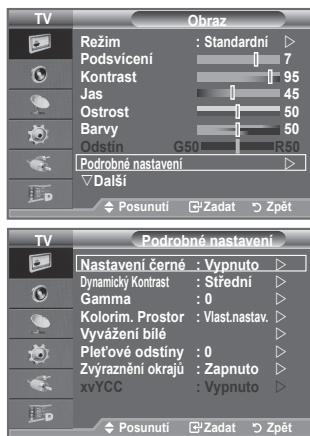 TV Obraz
Režim : Standardní
Podsvícení 7
Kontrast 95
Jas 45
Ostrost 50
Barvy 50
Odstín G50 R50
Podrobné nastavení
▽Další
Posunutí Zadat Zpět
TV Podrobné nastavení
Nastavení černé : Vypnuto
Dynamický Kontrast : Střední
Gamma : 0
Kolorim. Prostor : Vlast.nastav.
Vyvážení bílé
Pleťové odstíny : 0
Zvýraznění okrajů : Zapnuto
xvYCC : Vypnuto
Posunutí Zadat Zpět